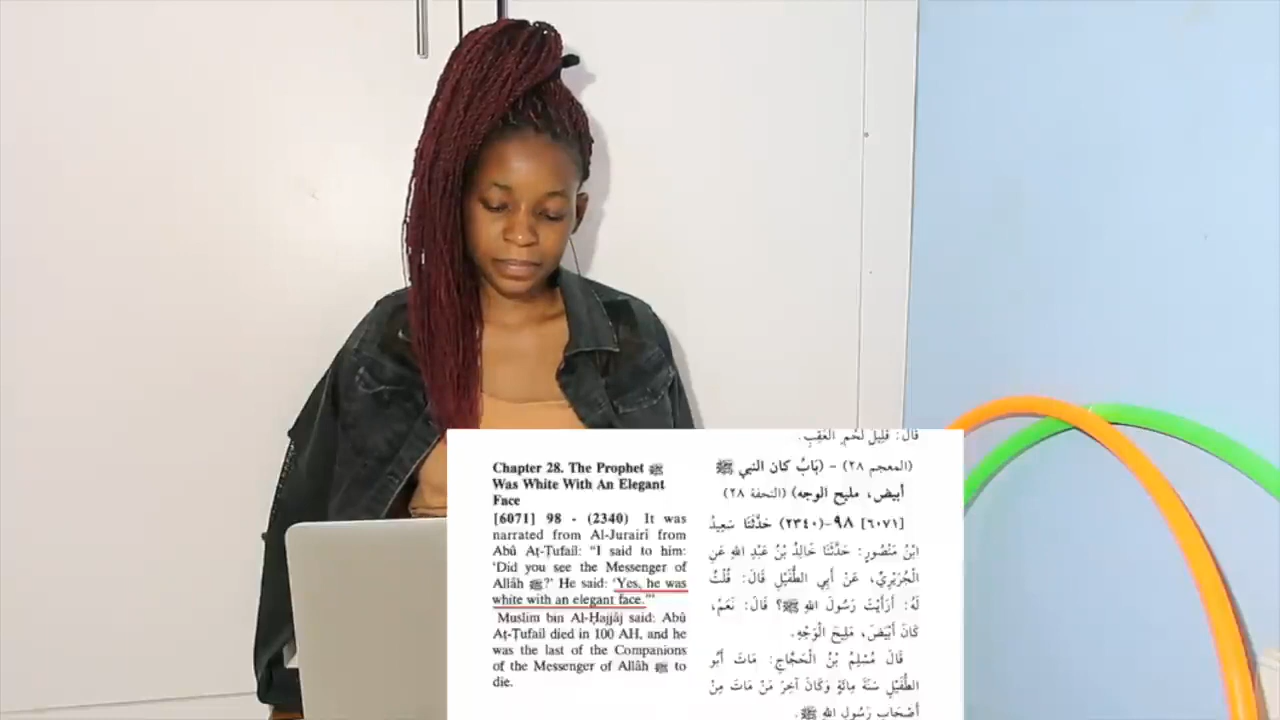 Chapter 28. The Prophet ﷺ
Was White With An Elegant
Face
[6071] 98 - (2340) It was
narrated from Al-Jurairî from
Abû Aṭ-Ṭufail: “I said to him:
‘Did you see the Messenger of
Allâh ﷺ?’ He said: ‘Yes, he was
white with an elegant face.’”
Muslim bin Al-Ḥajjâj said: Abû
Aṭ-Ṭufail died in 100 AH, and he
was the last of the Companions
of the Messenger of Allâh ﷺ to
die.
قَالَ: قَلِيلُ لَحْمِ الْعَقِبِ.
(المعجم ٢٨) - (بَابٌ كان النبي ﷺ
أبيض، مليح الوجه) (التحفة ٢٨)
[٦٠٧١] ٩٨-(٢٣٤٠) حَدَّثَنَا سَعِيدُ
ابْنُ مَنْصُورٍ: حَدَّثَنَا خَالِدُ بْنُ عَبْدِ اللهِ عَنِ
الْجُرَيْرِيِّ، عَنْ أَبِي الطُّفَيْلِ قَالَ: قُلْتُ
لَهُ: أَرَأَيْتَ رَسُولَ اللهِ ﷺ؟ قَالَ: نَعَمْ،
كَانَ أَبْيَضَ، مَلِيحَ الْوَجْهِ.
قَالَ مُسْلِمُ بْنُ الْحَجَّاجِ: مَاتَ أَبُو
الطُّفَيْلِ سَنَةَ مِائَةٍ وَكَانَ آخِرَ مَنْ مَاتَ مِنْ
أَصْحَابِ رَسُولِ اللهِ ﷺ.